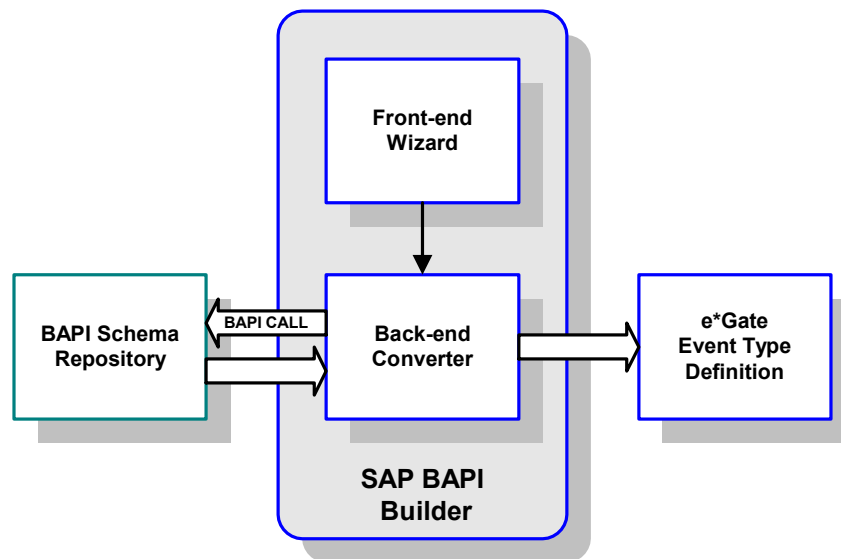 Front-end
Wizard
BAPI Schema
Repository
BAPI CALL
Back-end
Converter
e*Gate
Event Type
Definition
SAP BAPI
Builder